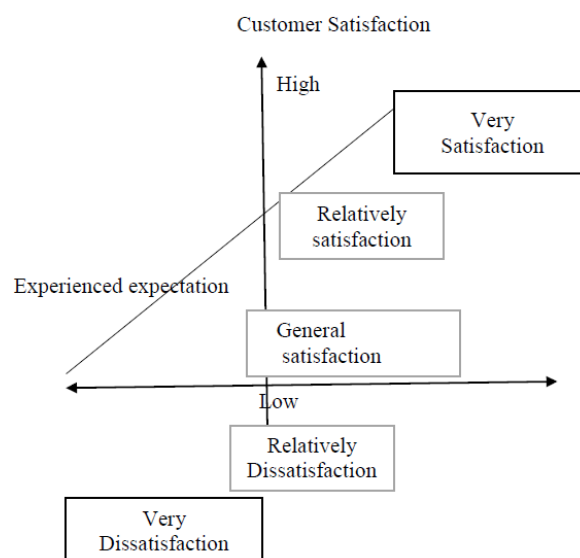 Customer Satisfaction
High
Very
Satisfaction
Relatively
satisfaction
Experienced expectation
General
satisfaction
Low
Relatively
Dissatisfaction
Very
Dissatisfaction